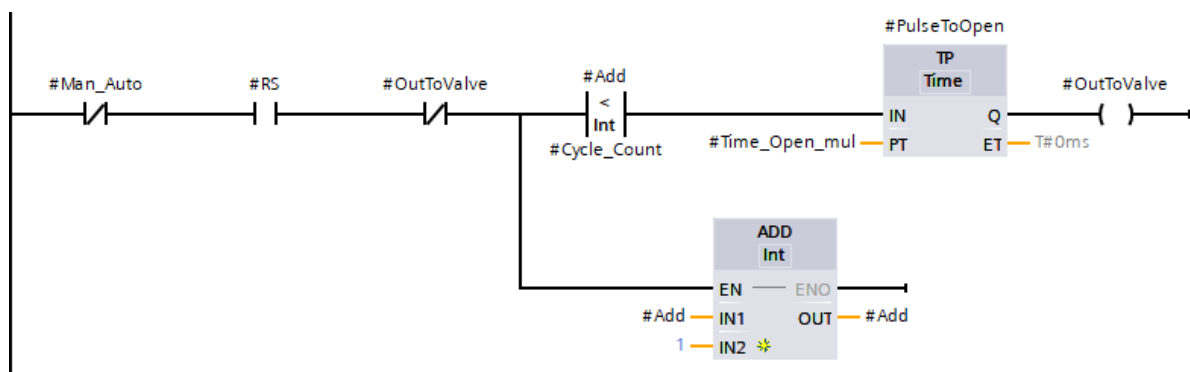 #PulseToOpen
TP
Time
#Man_Auto
#RS
#OutToValve
#Add
<
Int
#Cycle_Count
#OutToValve
IN
Q
#Time_Open_mul
PT
ET
T#0ms
ADD
Int
EN
ENO
#Add
IN1
OUT
#Add
1
IN2